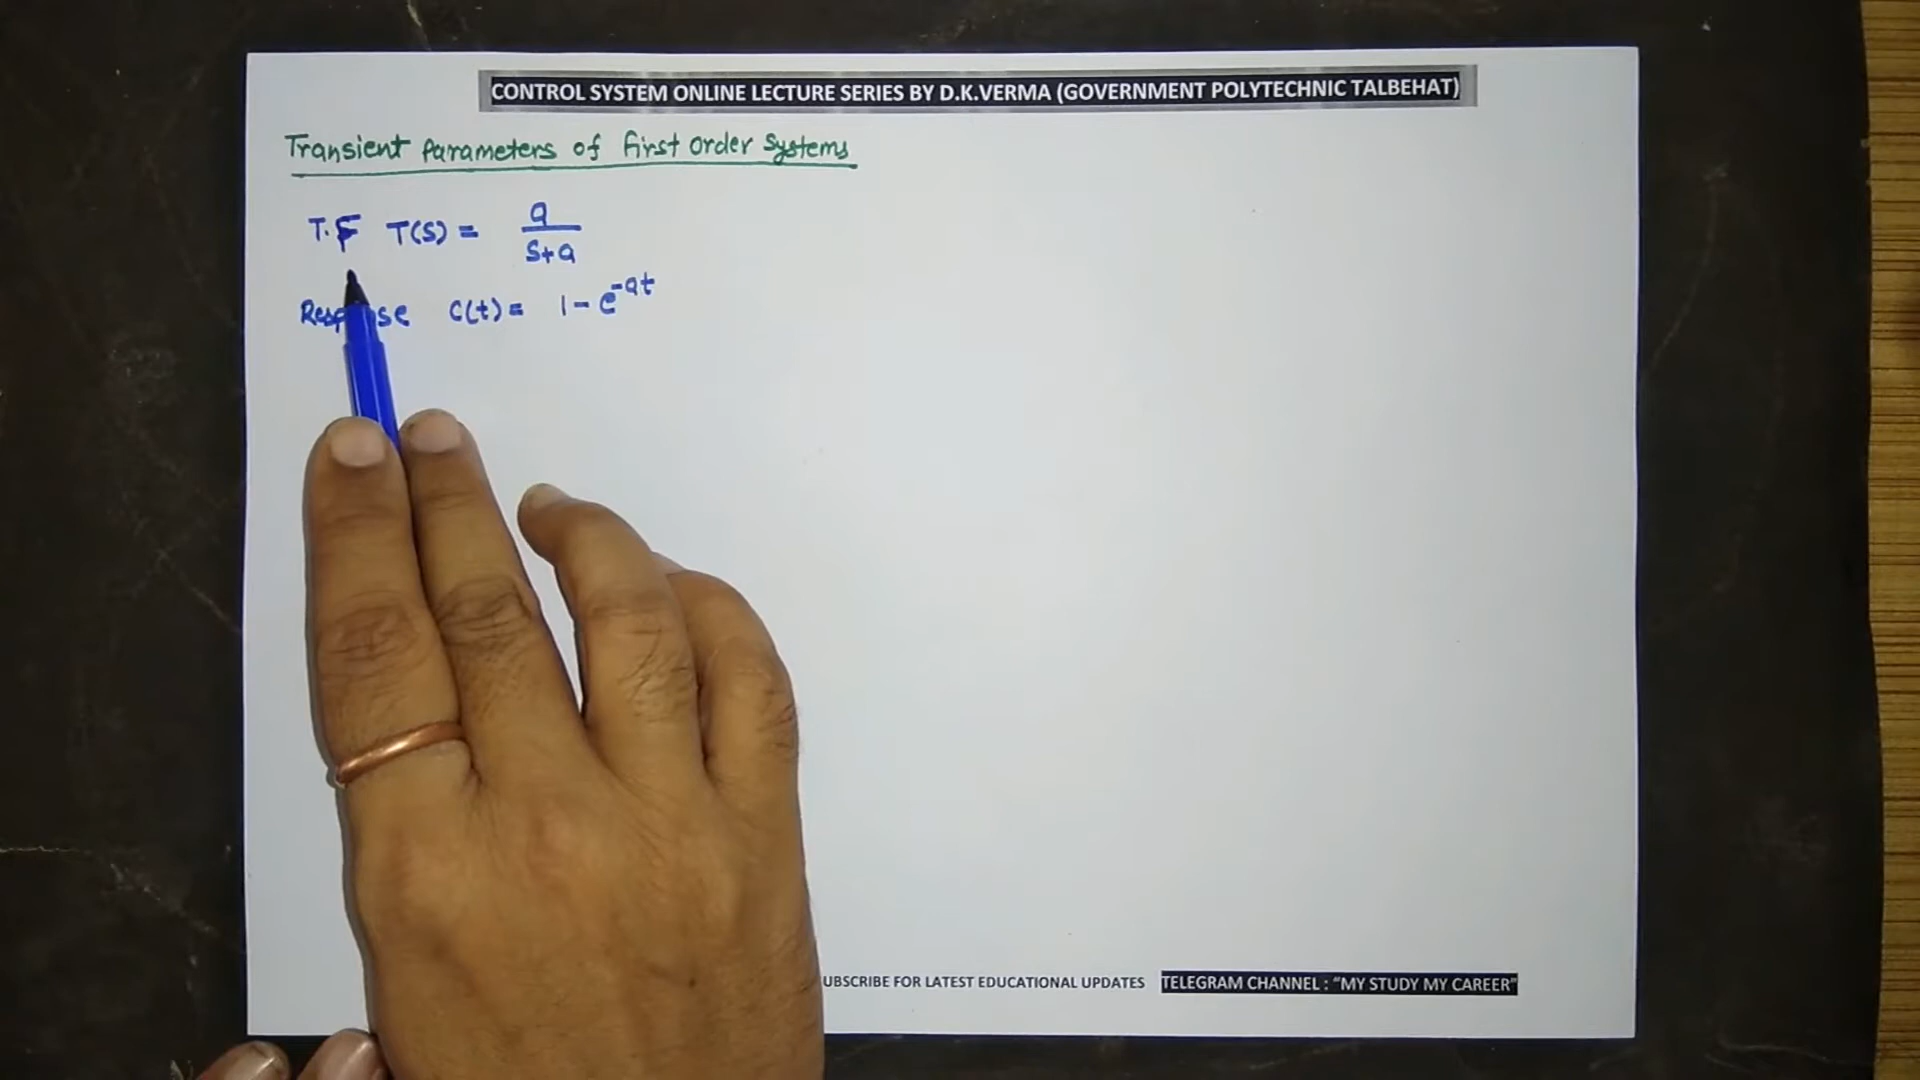 CONTROL SYSTEM ONLINE LECTURE SERIES BY D.K.VERMA (GOVERNMENT POLYTECHNIC TALBEHAT)
Transient Parameters of First Order Systems
T.F T(S) = a / S+a
Response C(t) = 1 - e^-at
UBSCRIBE FOR LATEST EDUCATIONAL UPDATES TELEGRAM CHANNEL : "MY STUDY MY CAREER"